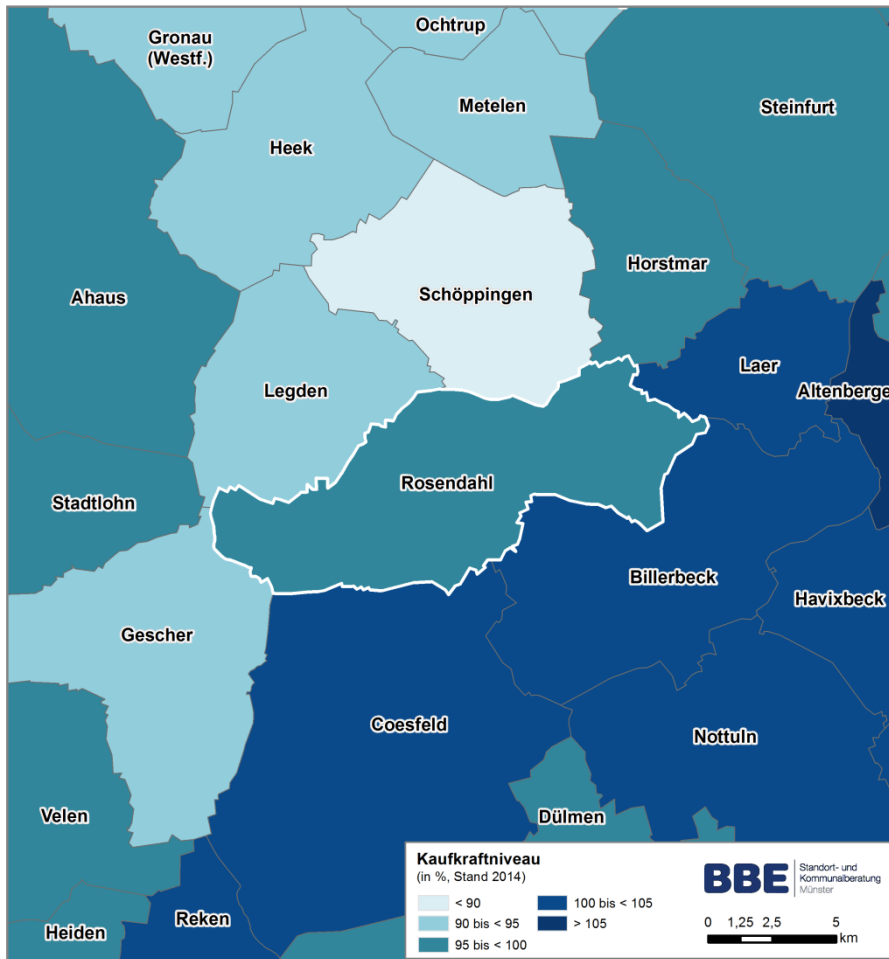 Gronau
(Westf.)
Ochtrup
Metelen
Steinfurt
Heek
Horstmar
Ahaus
Schöppingen
Laer
Legden
Altenberge
Rosendahl
Stadtlohn
Billerbeck
Havixbeck
Gescher
Coesfeld
Nottuln
Velen
Dülmen
Reken
Heiden
Kaufkraftniveau
(in %, Stand 2014)
< 90
90 bis < 95
95 bis < 100
100 bis < 105
> 105
BBE
Standort- und
Kommunalberatung
Münster
0 1,25 2,5 5
km